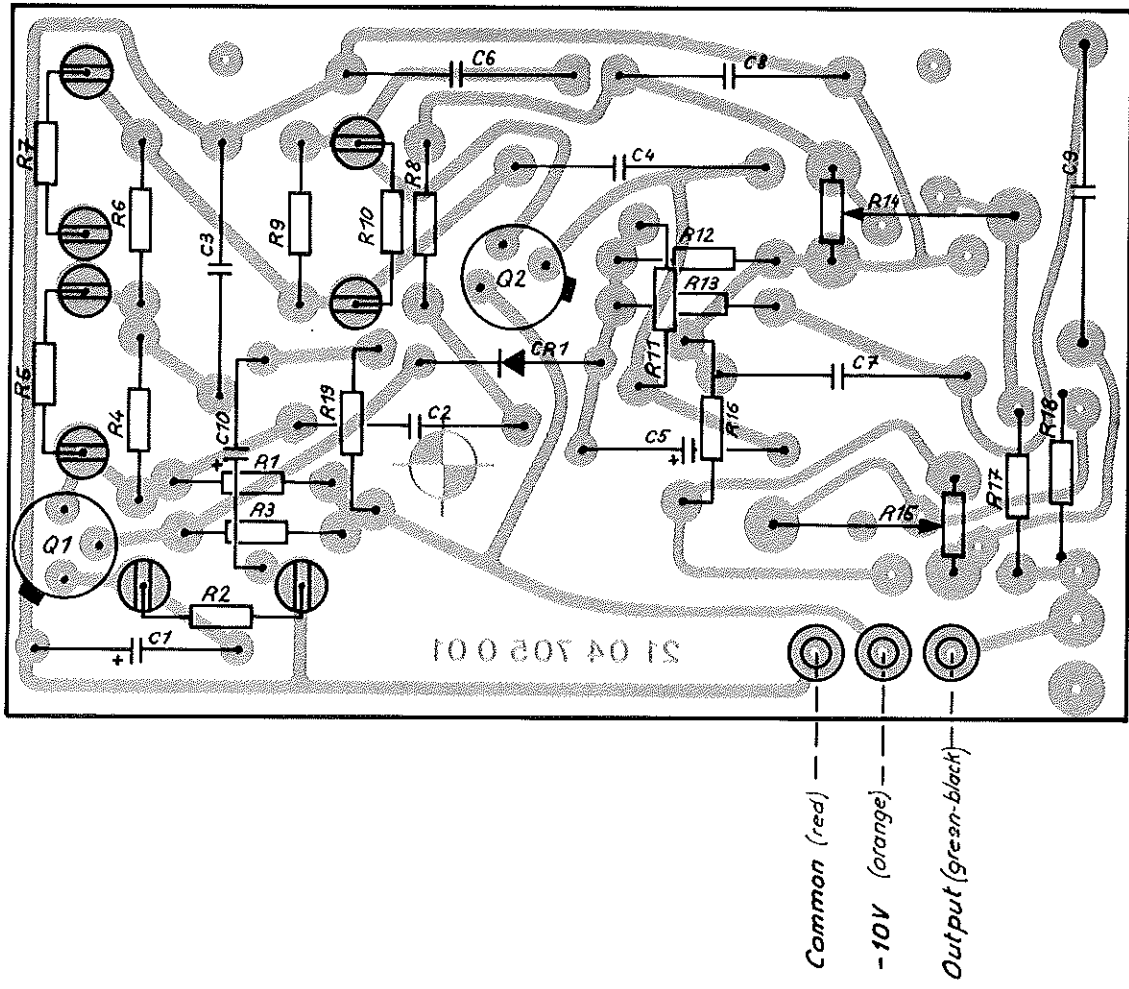 C6
C8
R7
R6
C3
R9
R10
R8
C4
C9
R14
R12
Q2
R13
R6
R4
C10
+
R19
CR1
R11
C7
C2
R16
C5
+
R18
R1
R17
R3
R15
Q1
R2
C1
+
21 04 705 001
Common (red)
-10V (orange)
Output (green-black)